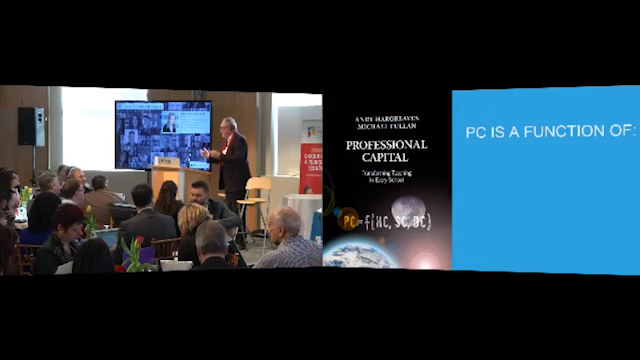 ANDY HARGREAVES
MICHAEL FULLAN
PROFESSIONAL
CAPITAL
Transforming Teaching
in Every School
PC=f{HC, SC, DC}
PC IS A FUNCTION OF: